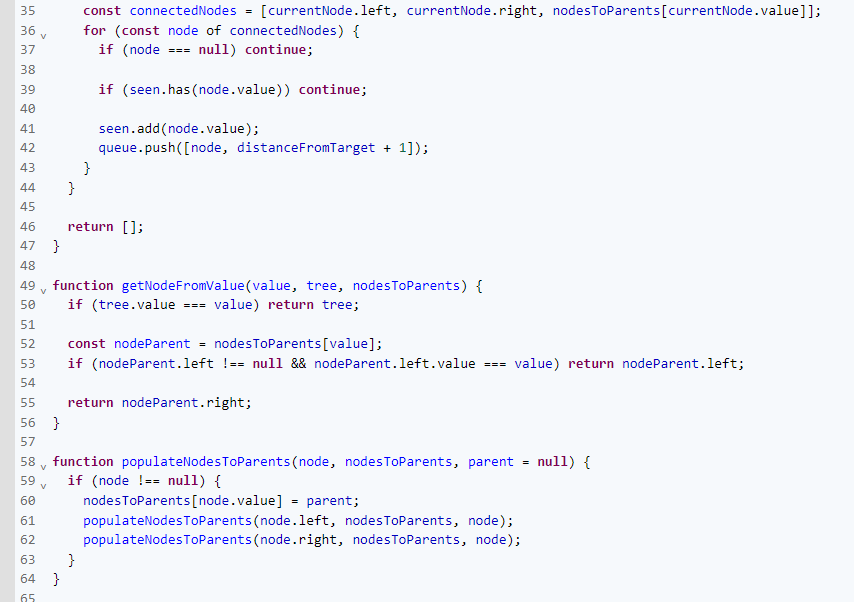 35 const connectedNodes = [currentNode.left, currentNode.right, nodesToParents[currentNode.value]];
36 for (const node of connectedNodes) {
37 if (node === null) continue;
38
39 if (seen.has(node.value)) continue;
40
41 seen.add(node.value);
42 queue.push([node, distanceFromTarget + 1]);
43 }
44 }
45
46 return [];
47 }
48
49 function getNodeFromValue(value, tree, nodesToParents) {
50 if (tree.value === value) return tree;
51
52 const nodeParent = nodesToParents[value];
53 if (nodeParent.left !== null && nodeParent.left.value === value) return nodeParent.left;
54
55 return nodeParent.right;
56 }
57
58 function populateNodesToParents(node, nodesToParents, parent = null) {
59 if (node !== null) {
60 nodesToParents[node.value] = parent;
61 populateNodesToParents(node.left, nodesToParents, node);
62 populateNodesToParents(node.right, nodesToParents, node);
63 }
64 }
65